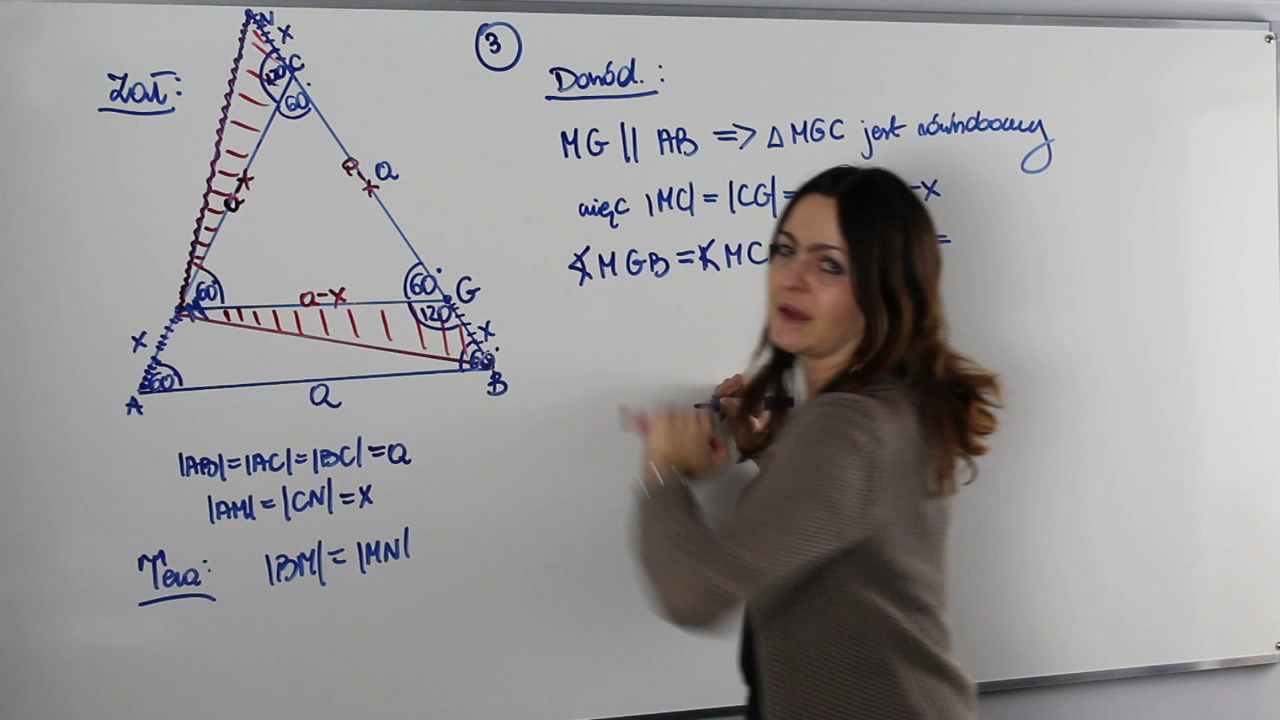 3
Zał:
N
x
C
120°
60°
a
a
60°
a-x
60°
G
120°
x
x
60°
60°
A
a
B
|AB|=|AC|=|BC|=a
|AM|=|CN|=x
Teza: |BM|=|MN|
Dowód.:
MG || AB => △MGC jest równoboczny
więc |MC|=|CG|= -x
∢MGB=∢MC =